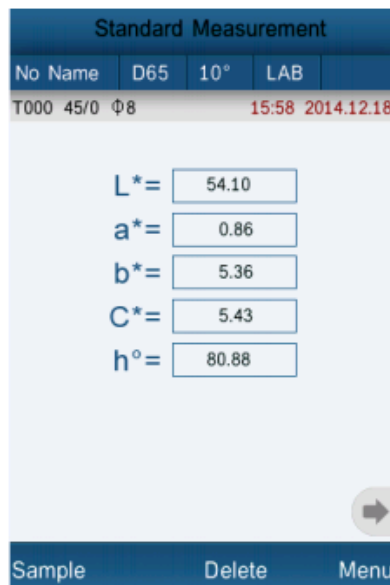 Standard Measurement
No Name D65 10° LAB
T000 45/0 Φ8 15:58 2014.12.18
L*= 54.10
a*= 0.86
b*= 5.36
C*= 5.43
h°= 80.88
Sample Delete Menu